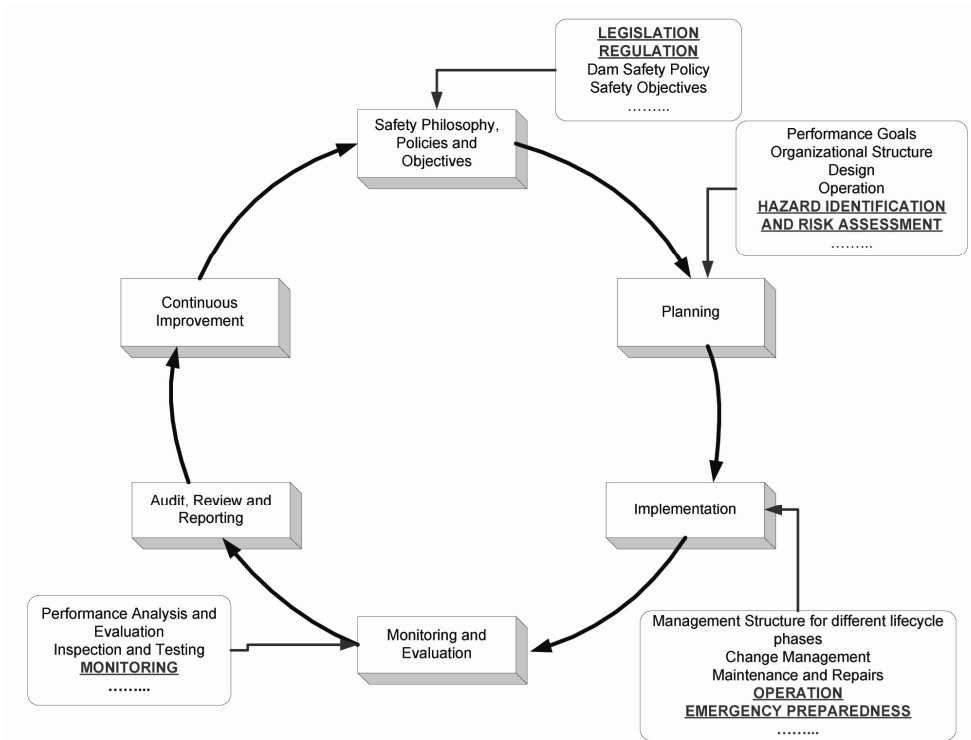 LEGISLATION
REGULATION
Dam Safety Policy
Safety Objectives
………..
Safety Philosophy,
Policies and
Objectives
Performance Goals
Organizational Structure
Design
Operation
HAZARD IDENTIFICATION
AND RISK ASSESSMENT
………..
Continuous
Improvement
Planning
Audit, Review and
Reporting
Implementation
Performance Analysis and
Evaluation
Inspection and Testing
MONITORING
………...
Monitoring and
Evaluation
Management Structure for different lifecycle
phases
Change Management
Maintenance and Repairs
OPERATION
EMERGENCY PREPAREDNESS
………...